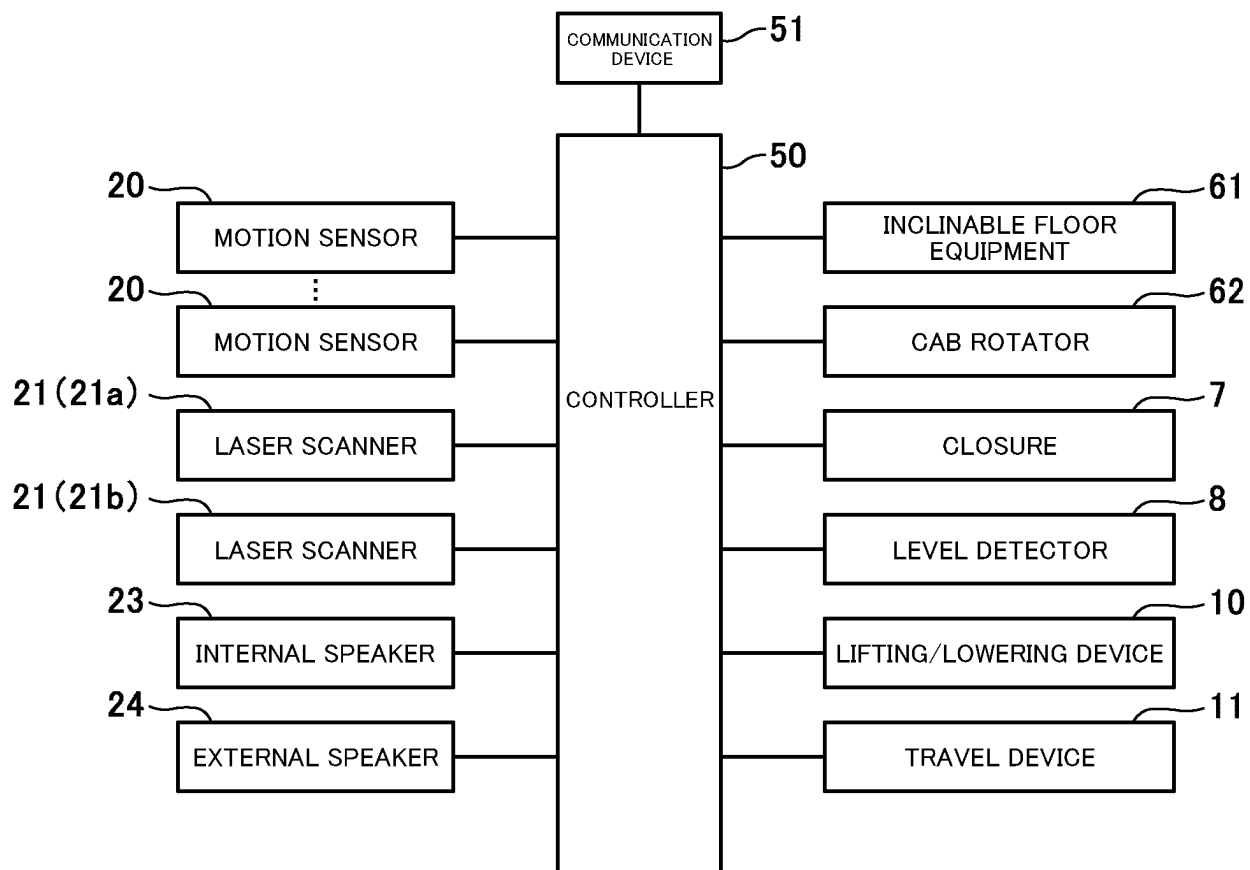 COMMUNICATION
DEVICE
51
50
20
MOTION SENSOR
20
MOTION SENSOR
21(21a)
LASER SCANNER
21(21b)
LASER SCANNER
23
INTERNAL SPEAKER
24
EXTERNAL SPEAKER
CONTROLLER
61
INCLINABLE FLOOR
EQUIPMENT
62
CAB ROTATOR
7
CLOSURE
8
LEVEL DETECTOR
10
LIFTING/LOWERING DEVICE
11
TRAVEL DEVICE